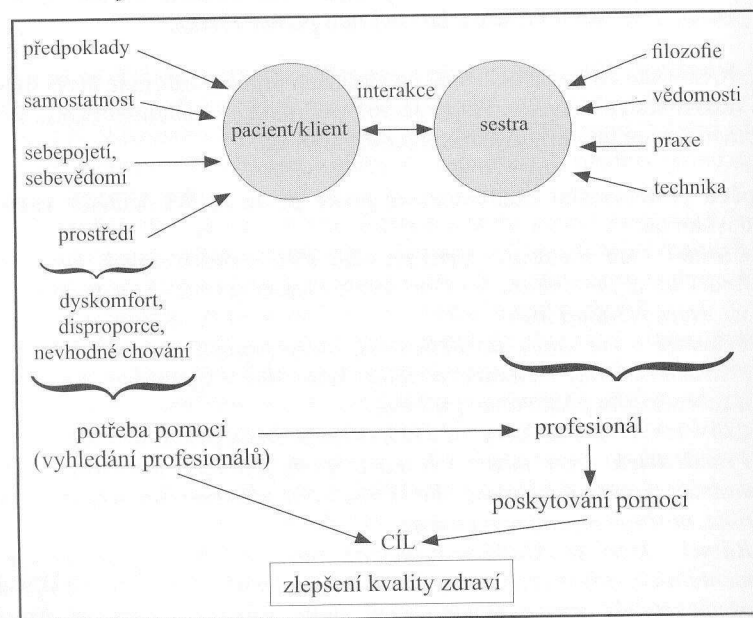 předpoklady
samostatnost
sebepojetí,
sebevědomí
prostředí
pacient/klient
interakce
sestra
filozofie
vědomosti
praxe
technika
dyskomfort,
disproporce,
nevhodné chování
potřeba pomoci
(vyhledání profesionálů)
profesionál
poskytování pomoci
CÍL
zlepšení kvality zdraví